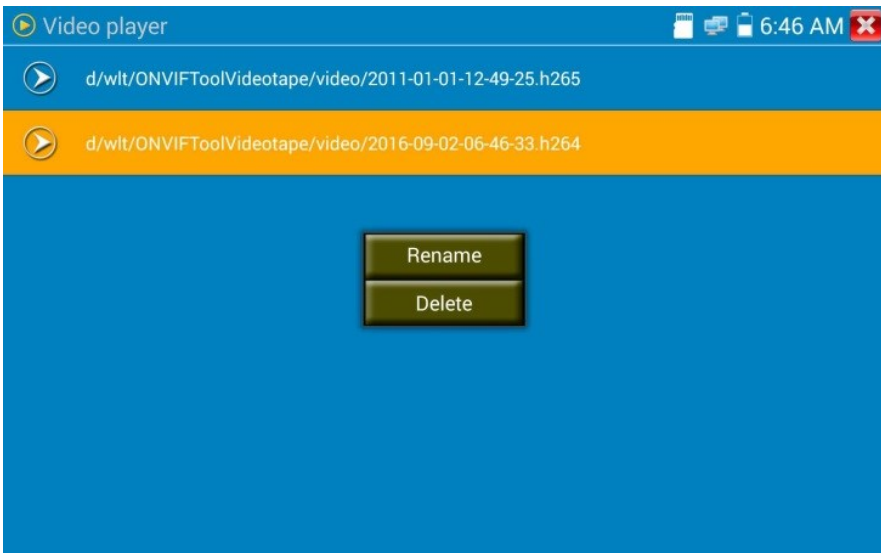 Video player 6:46 AM
d/wlt/ONVIFToolVideotape/video/2011-01-01-12-49-25.h265
d/wlt/ONVIFToolVideotape/video/2016-09-02-06-46-33.h264
Rename
Delete